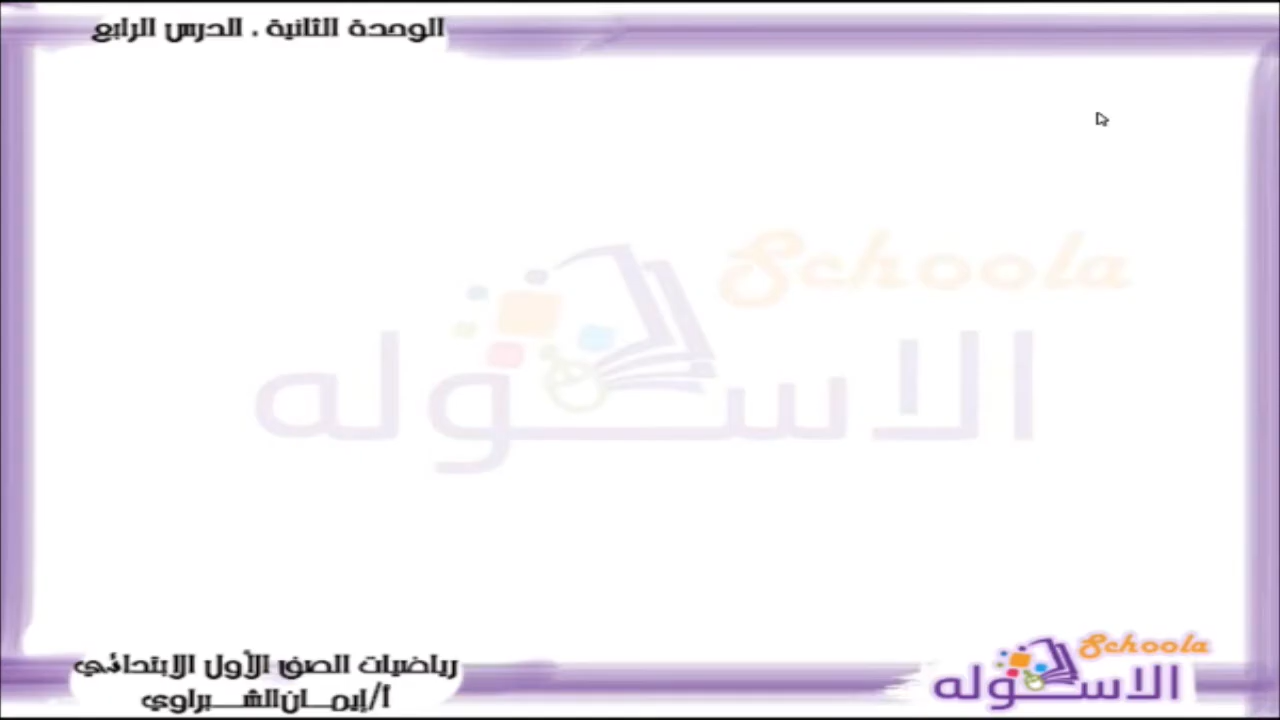 الوحدة الثانية . الدرس الرابع
Schoola
الاسكوله
رياضيات الصف الأول الابتدائي
أ/إيمان الشبراوي
Schoola
الاسكوله